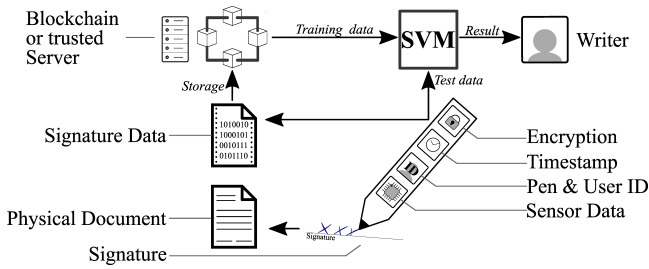 Blockchain
or trusted
Server
Training data
SVM
Result
Writer
Storage
Test data
Signature Data
1010010
1000101
0010111
0101110
Encryption
Timestamp
ID
Pen & User ID
Sensor Data
Physical Document
Signature
Signature